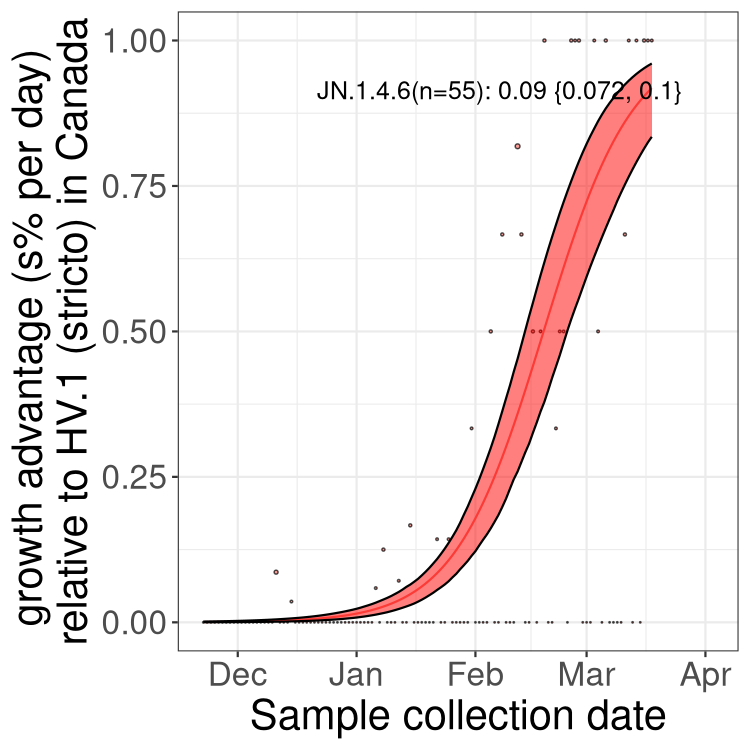 growth advantage (s% per day)
relative to HV.1 (stricto) in Canada
1.00
0.75
0.50
0.25
0.00
JN.1.4.6(n=55): 0.09 {0.072, 0.1}
Dec Jan Feb Mar Apr
Sample collection date